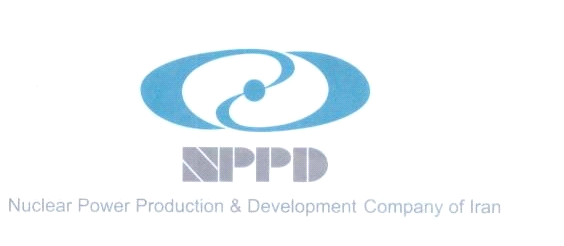 NPPD
Nuclear Power Production & Development Company of Iran